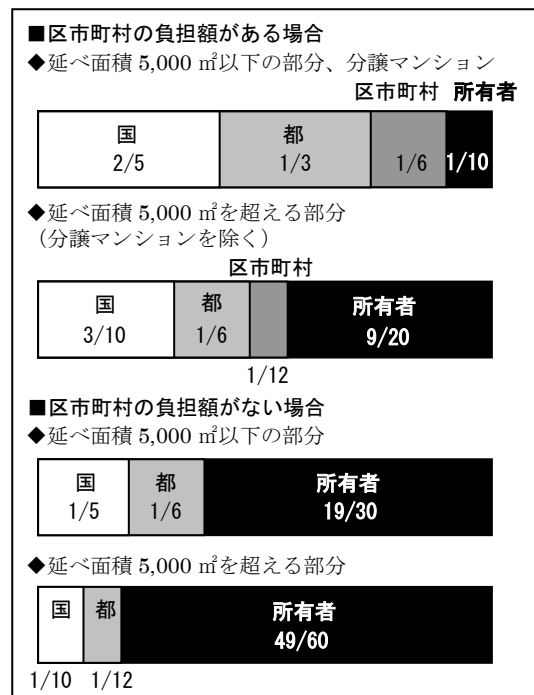 ■区市町村の負担額がある場合
◆延べ面積 5,000 ㎡以下の部分、分譲マンション
区市町村 所有者
国 都
2/5 1/3 1/6 1/10
◆延べ面積 5,000 ㎡を超える部分
（分譲マンションを除く）
区市町村
国 都 所有者
3/10 1/6 9/20
1/12
■区市町村の負担額がない場合
◆延べ面積 5,000 ㎡以下の部分
国 都 所有者
1/5 1/6 19/30
◆延べ面積 5,000 ㎡を超える部分
国 都 所有者
49/60
1/10 1/12